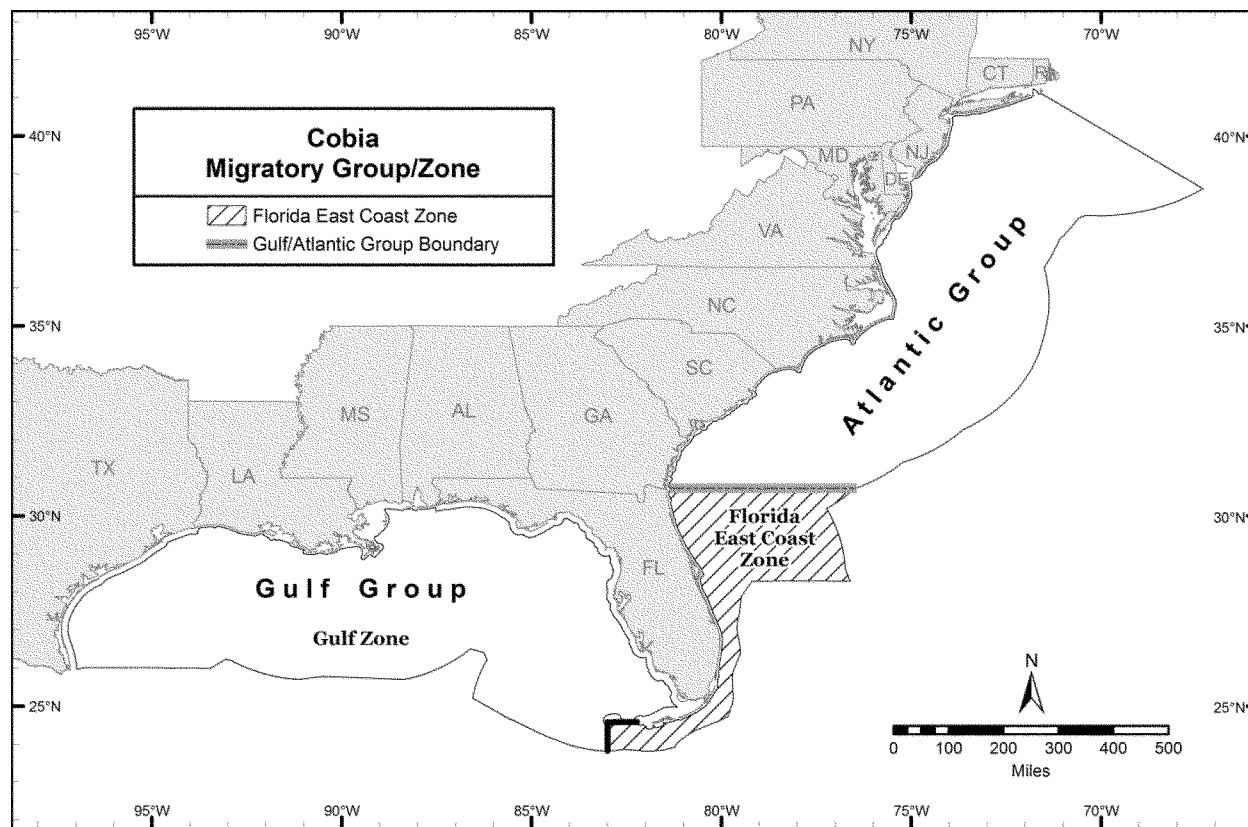 95°W 90°W 85°W 80°W 75°W 70°W
NY
CT RI
PA
40°N 40°N
Cobia
Migratory Group/Zone
Florida East Coast Zone
Gulf/Atlantic Group Boundary
MD NJ
DE
VA
Atlantic Group
NC
35°N 35°N
SC
MS AL GA
TX LA
30°N 30°N
Florida
East Coast
Zone
FL
Gulf Group
Gulf Zone
N
25°N 25°N
0 100 200 300 400 500
Miles
95°W 90°W 85°W 80°W 75°W 70°W